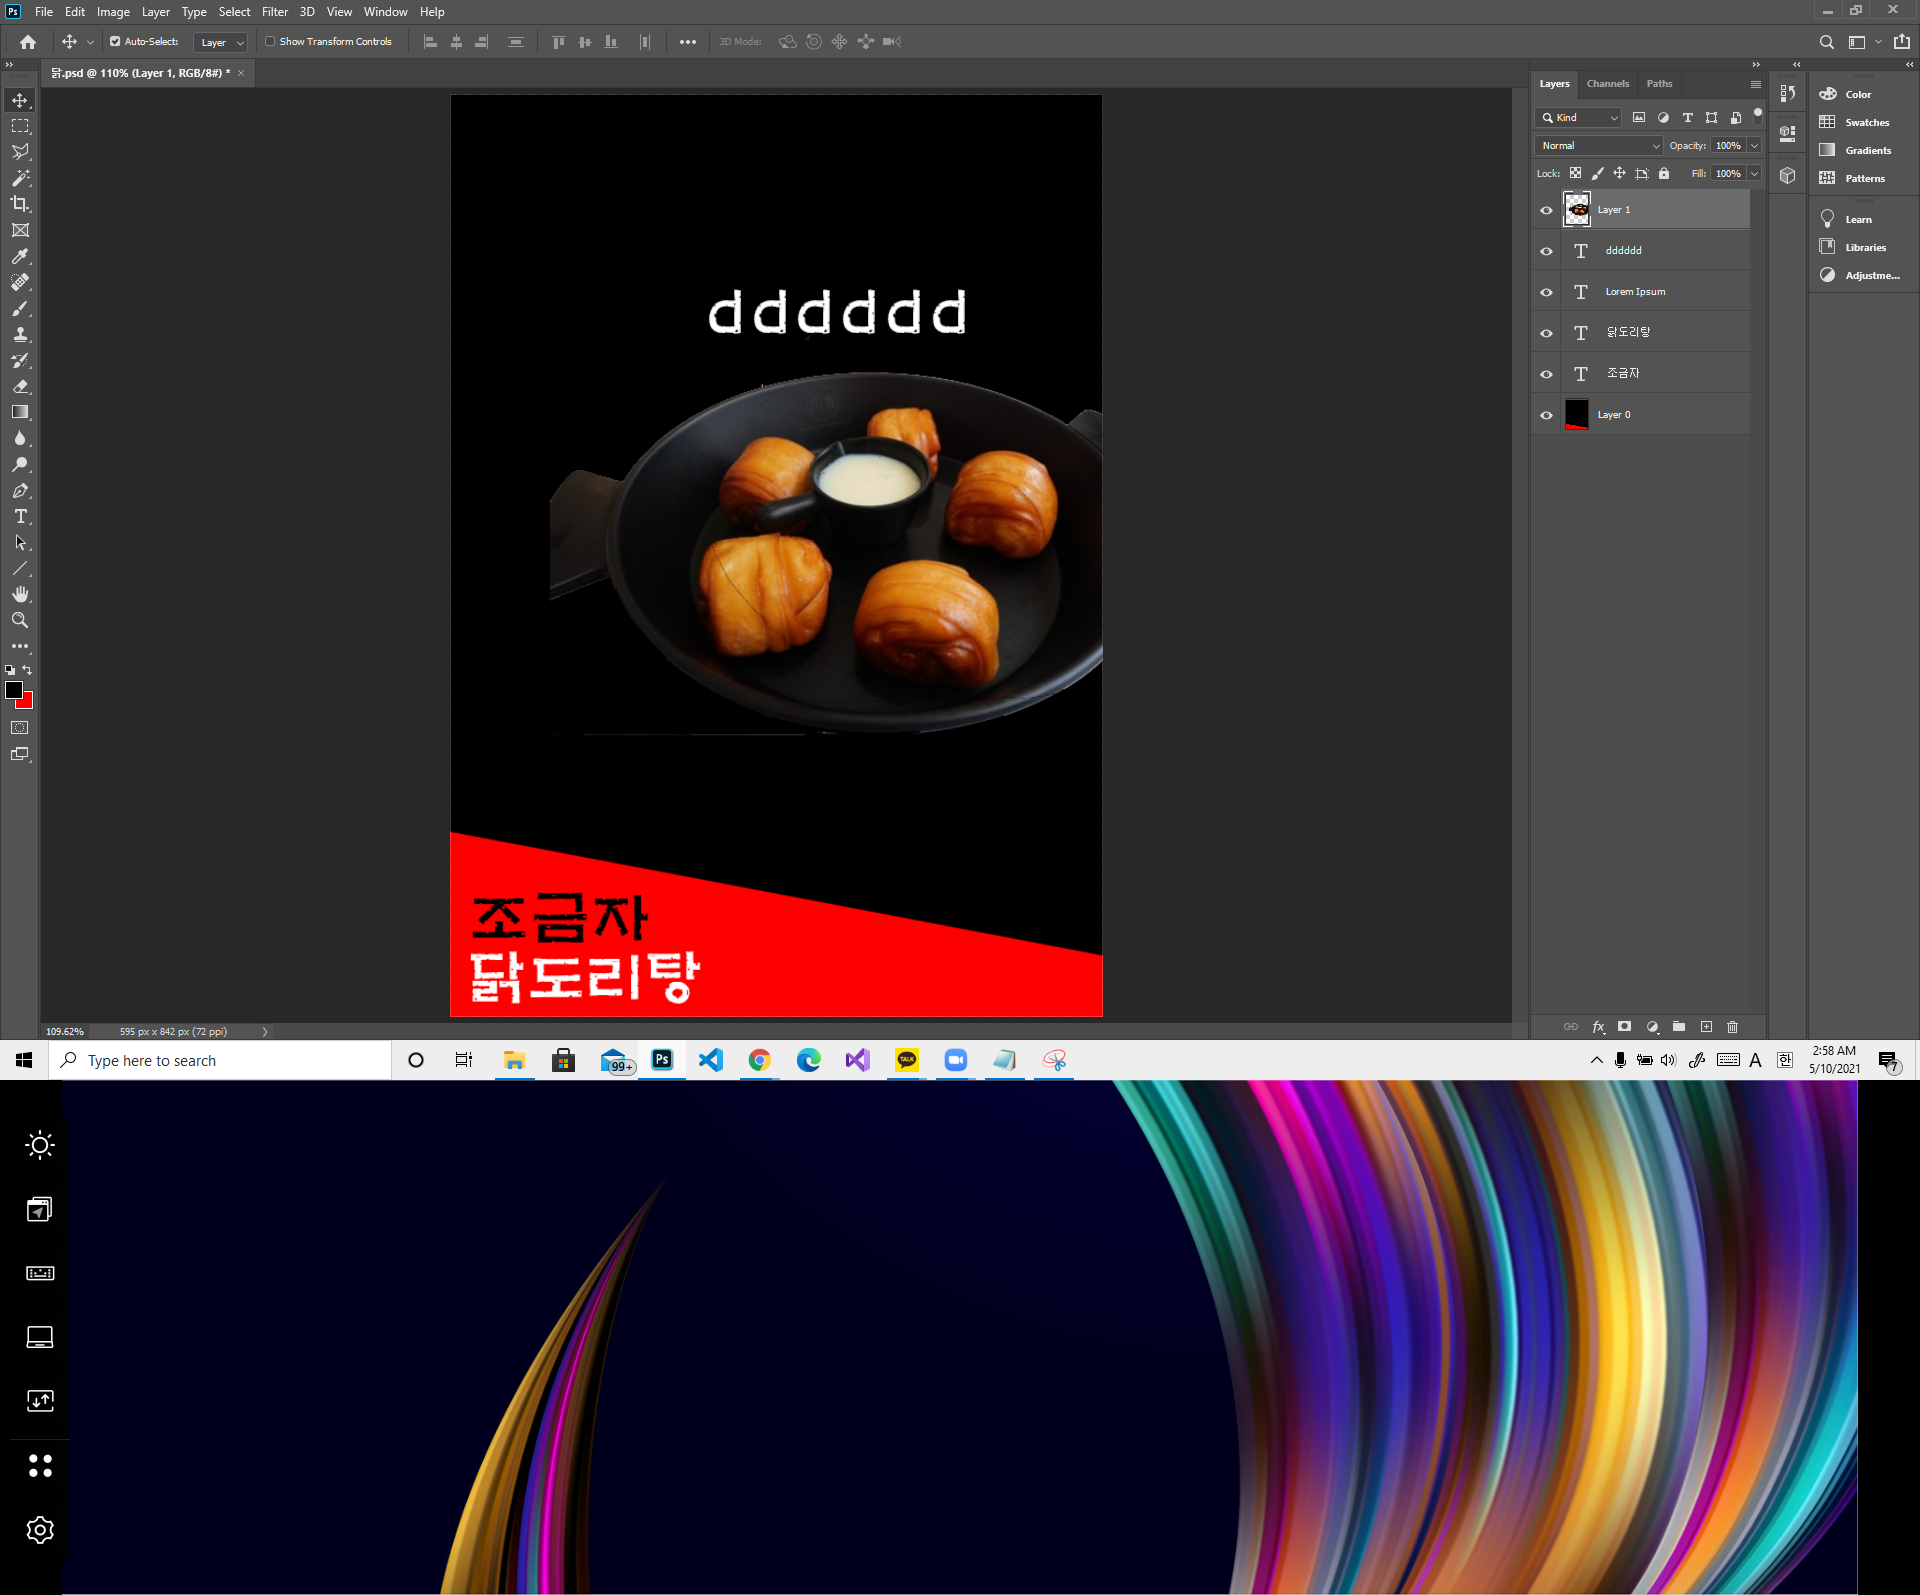 Ps File Edit Image Layer Type Select Filter 3D View Window Help
Auto-Select: Layer Show Transform Controls 3D Mode:
닭.psd @ 110% (Layer 1, RGB/8#) *
dddddd
조금자
닭도리탕
109.62% 595 px x 842 px (72 ppi)
Layers Channels Paths
Kind
Normal Opacity: 100%
Lock: Fill: 100%
Layer 1
dddddd
Lorem Ipsum
닭도리탕
조금자
Layer 0
Color
Swatches
Gradients
Patterns
Learn
Libraries
Adjustme...
Type here to search
99+
Ps
TALK
A 한
2:58 AM
5/10/2021
7